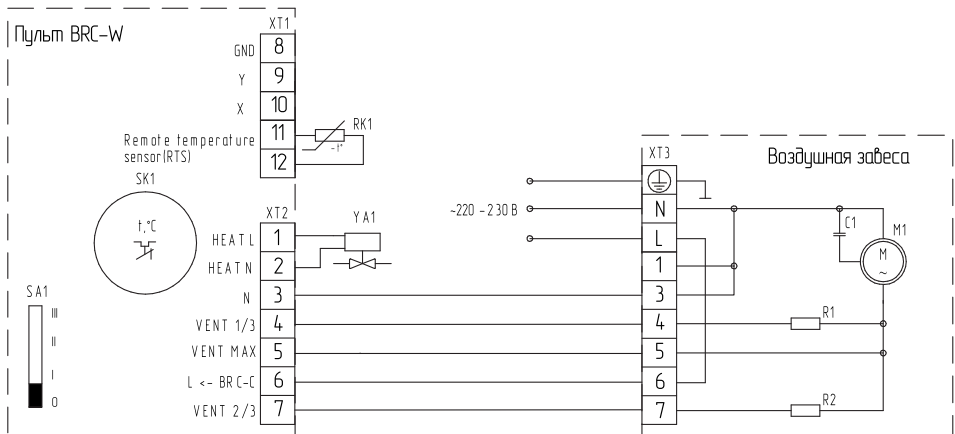 Пульт BRC-W
XT1
GND 8
Y 9
X 10
Remote temperature
sensor(RTS)
11
12
RK1
-t°
SK1
t,°C
XT2
HEAT L 1
HEAT N 2
N 3
VENT 1/3 4
VENT MAX 5
L <- BRC-C 6
VENT 2/3 7
YA1
SA1
III
II
I
0
~220 - 230 В
XT3
Воздушная завеса
N
L
1
3
4
5
6
7
C1
M1
M
~
R1
R2